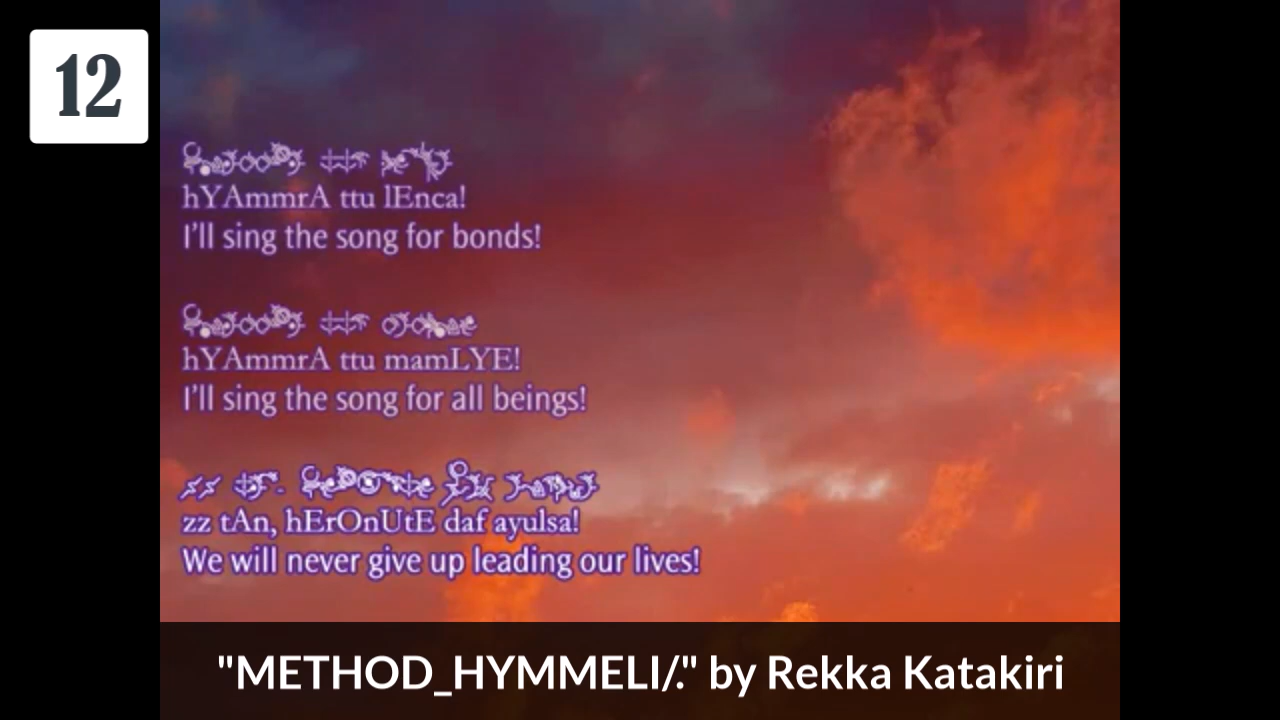 12
hYAmmrA ttu lEnca!
I'll sing the song for bonds!
hYAmmrA ttu mamLYE!
I'll sing the song for all beings!
zz tAn, hErOnUtE daf ayulsa!
We will never give up leading our lives!
"METHOD_HYMMELI/." by Rekka Katakiri